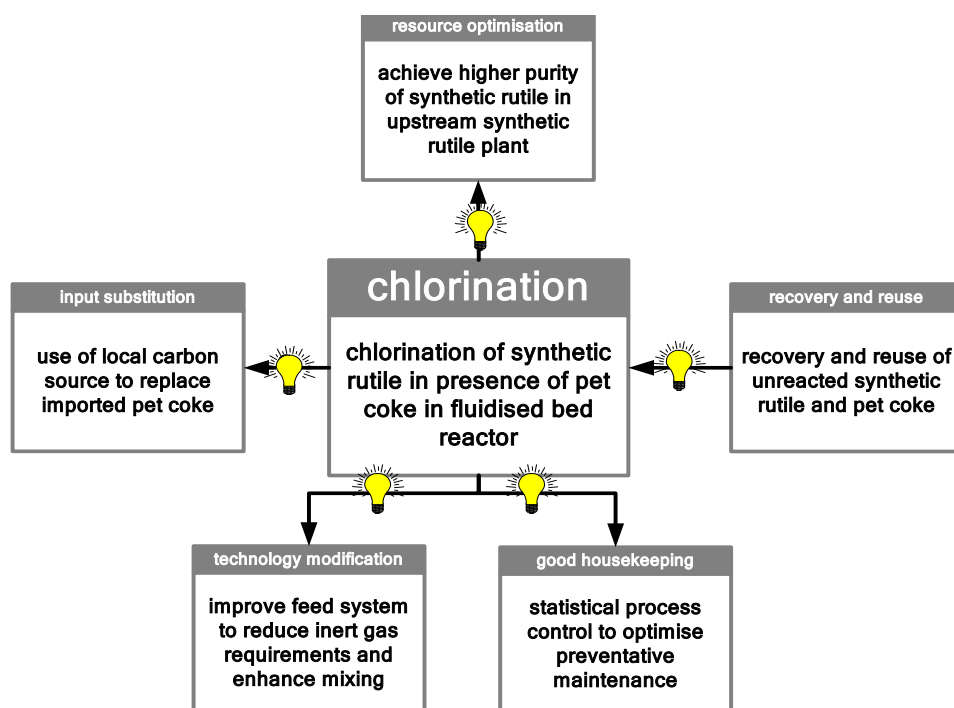 resource optimisation
achieve higher purity
of synthetic rutile in
upstream synthetic
rutile plant
chlorination
chlorination of synthetic
rutile in presence of pet
coke in fluidised bed
reactor
input substitution
use of local carbon
source to replace
imported pet coke
recovery and reuse
recovery and reuse of
unreacted synthetic
rutile and pet coke
technology modification
improve feed system
to reduce inert gas
requirements and
enhance mixing
good housekeeping
statistical process
control to optimise
preventative
maintenance